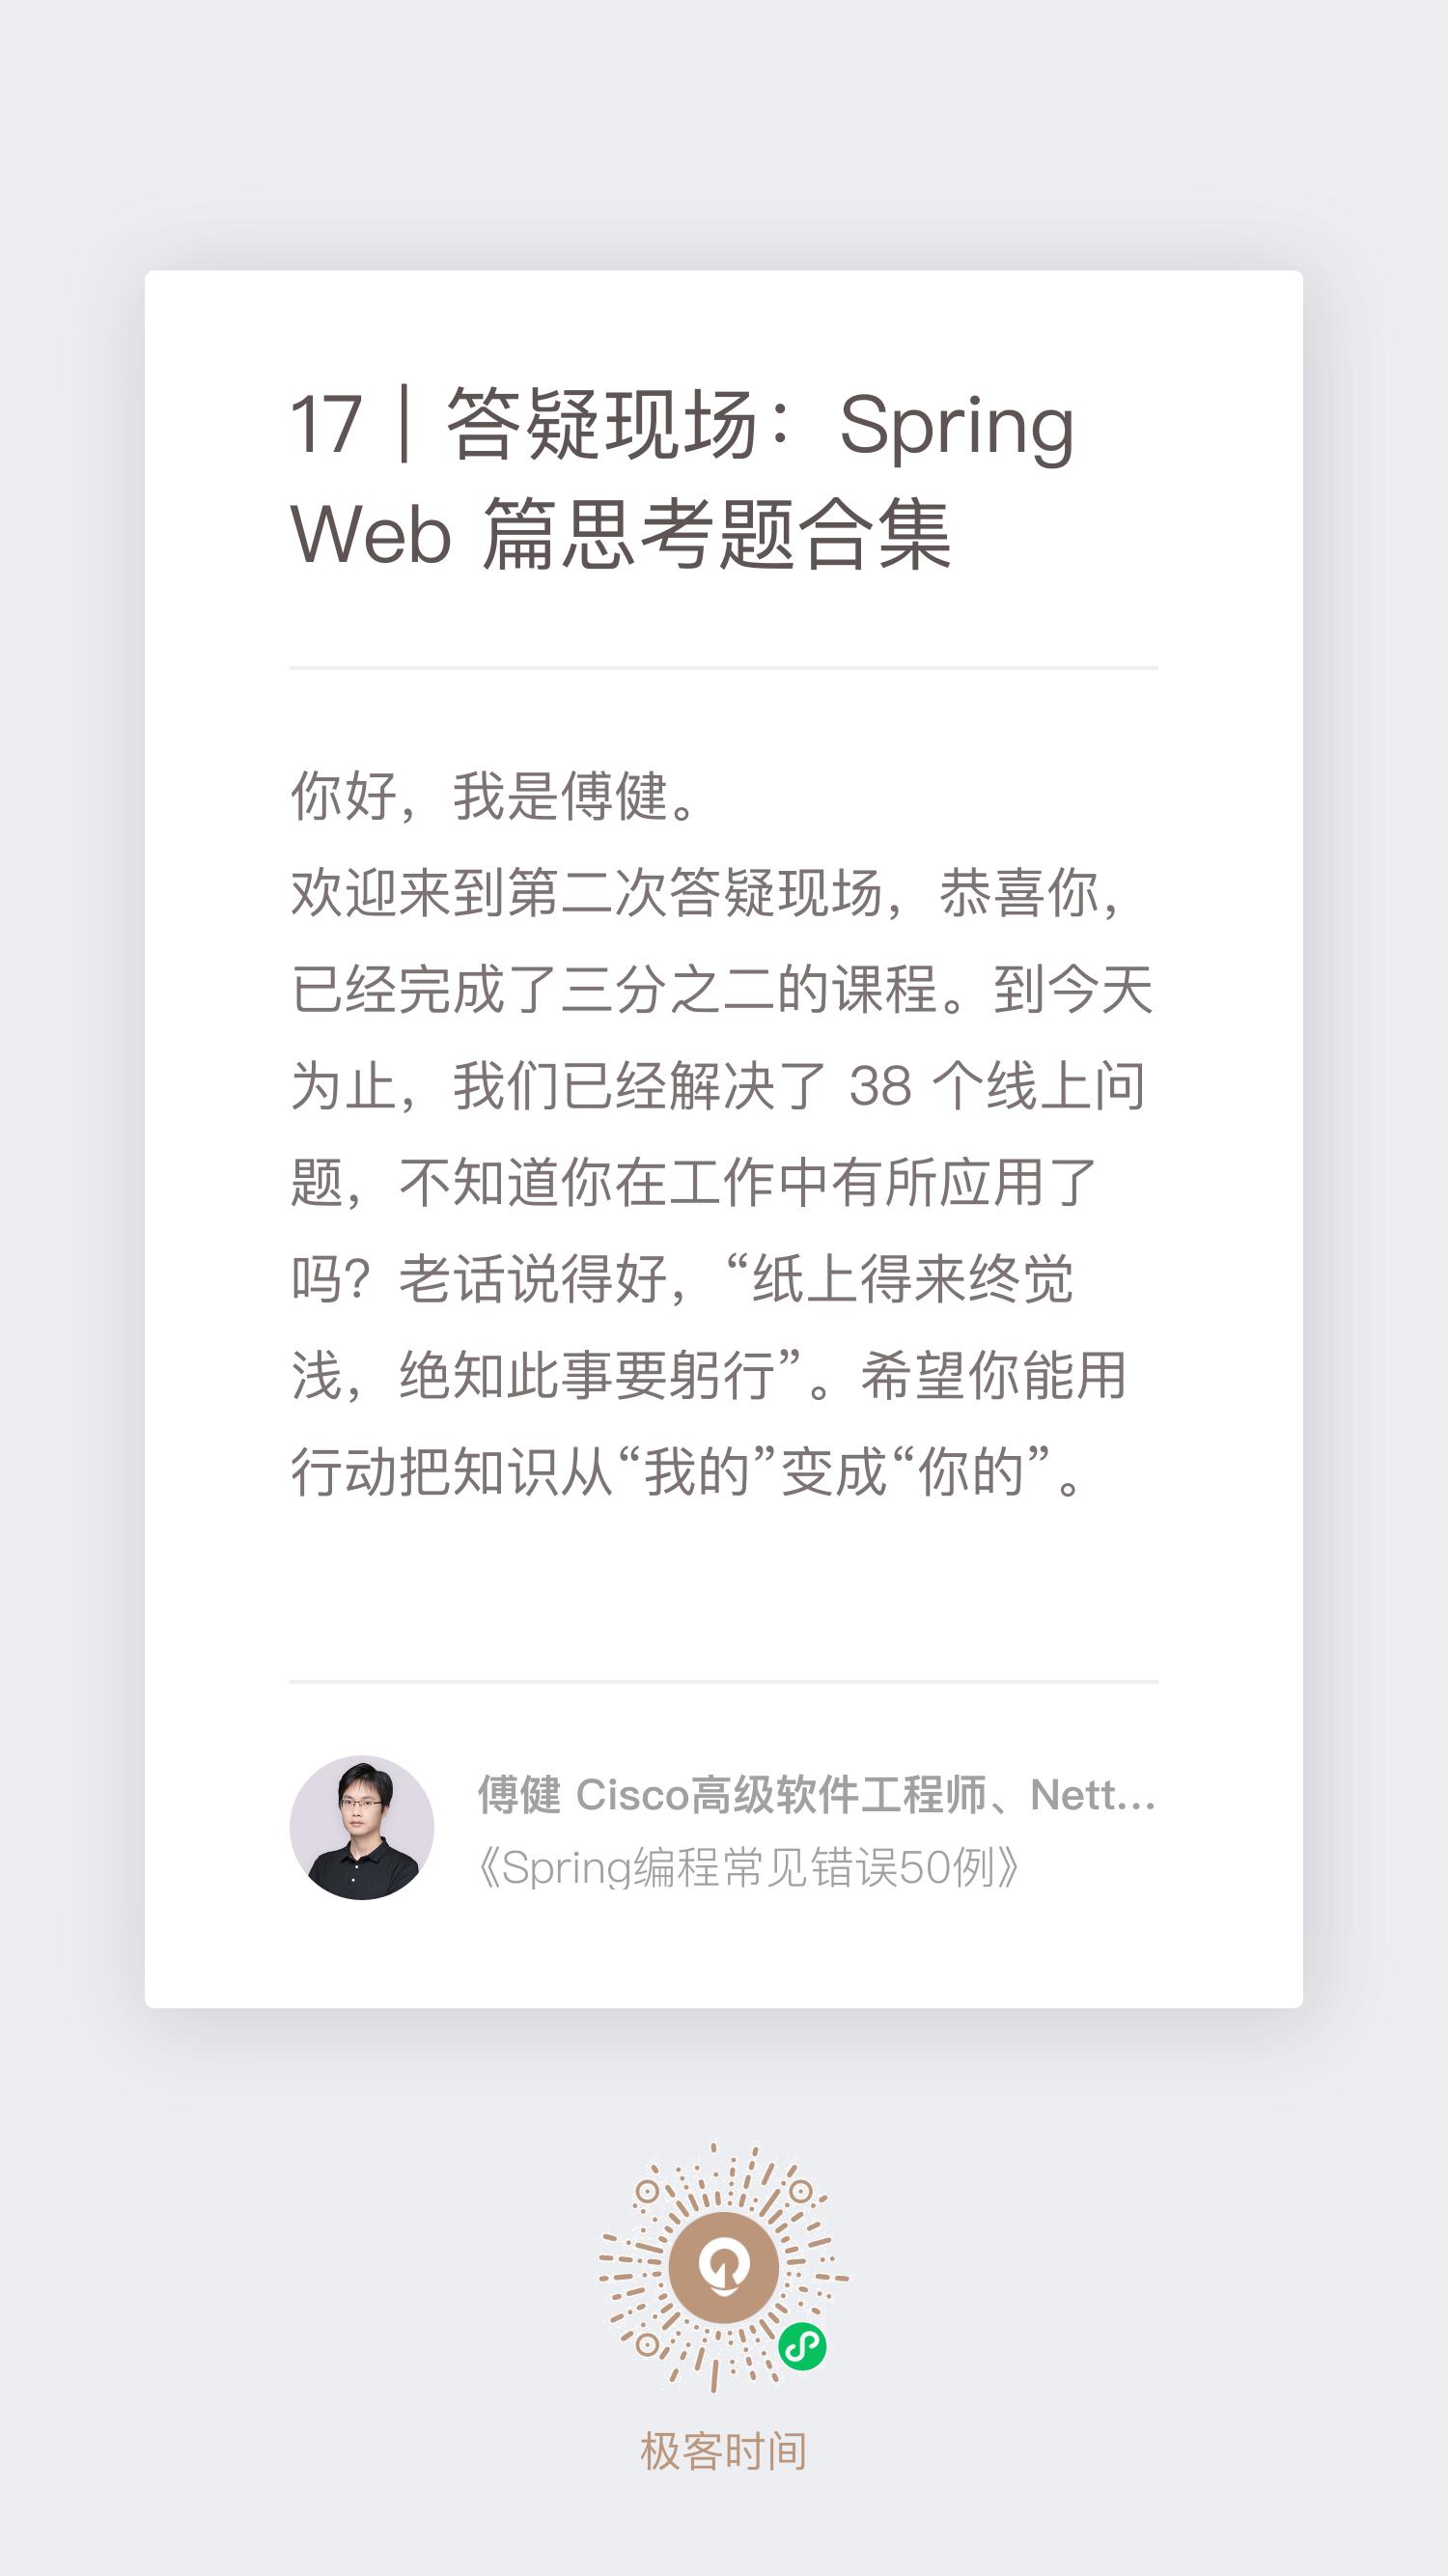 17｜答疑现场：Spring
Web 篇思考题合集
你好，我是傅健。
欢迎来到第二次答疑现场，恭喜你，
已经完成了三分之二的课程。到今天
为止，我们已经解决了 38 个线上问
题，不知道你在工作中有所应用了
吗？老话说得好，“纸上得来终觉
浅，绝知此事要躬行”。希望你能用
行动把知识从“我的”变成“你的”。
傅健 Cisco高级软件工程师、Nett...
《Spring编程常见错误50例》
极客时间